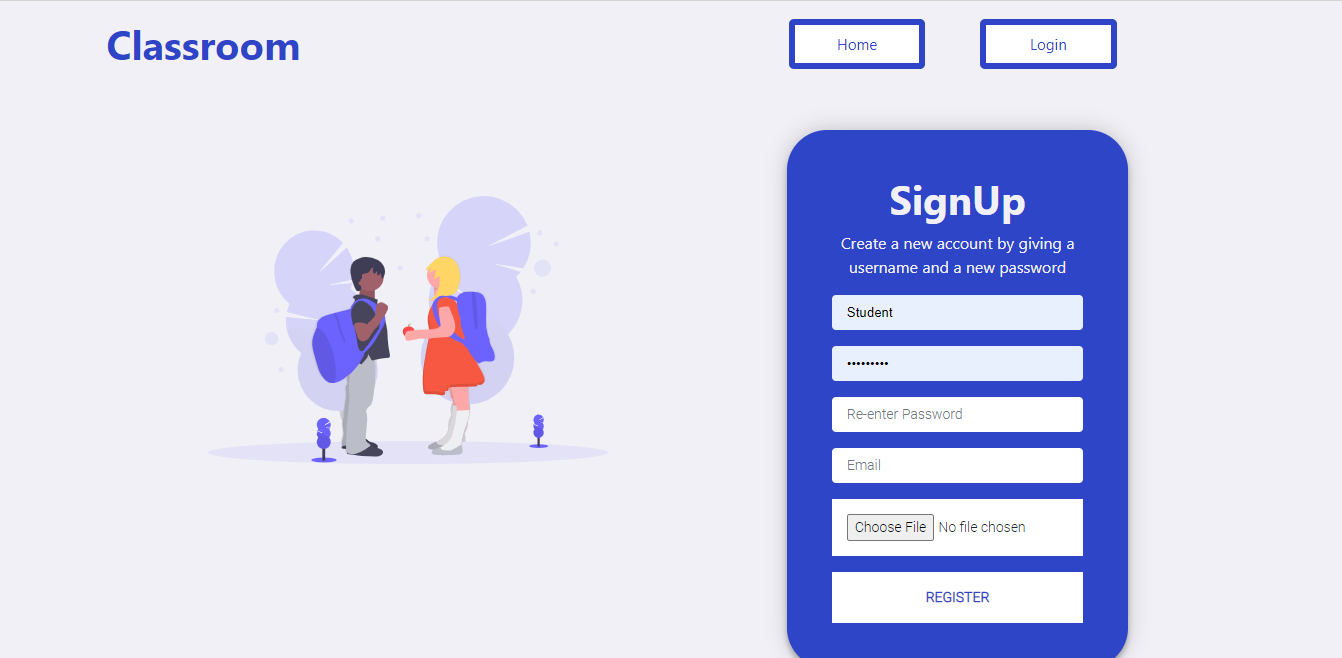 Classroom
Home
Login
SignUp
Create a new account by giving a
username and a new password
Student
•••••••••
Re-enter Password
Email
Choose File No file chosen
REGISTER